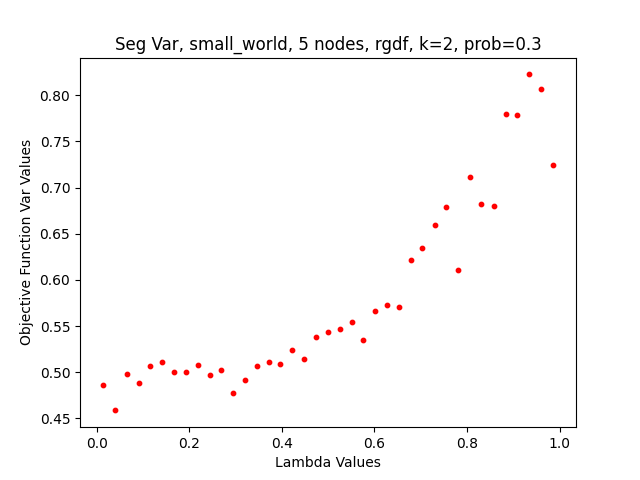 Seg Var, small_world, 5 nodes, rgdf, k=2, prob=0.3
Objective Function Var Values
0.80
0.75
0.70
0.65
0.60
0.55
0.50
0.45
0.0 0.2 0.4 0.6 0.8 1.0
Lambda Values